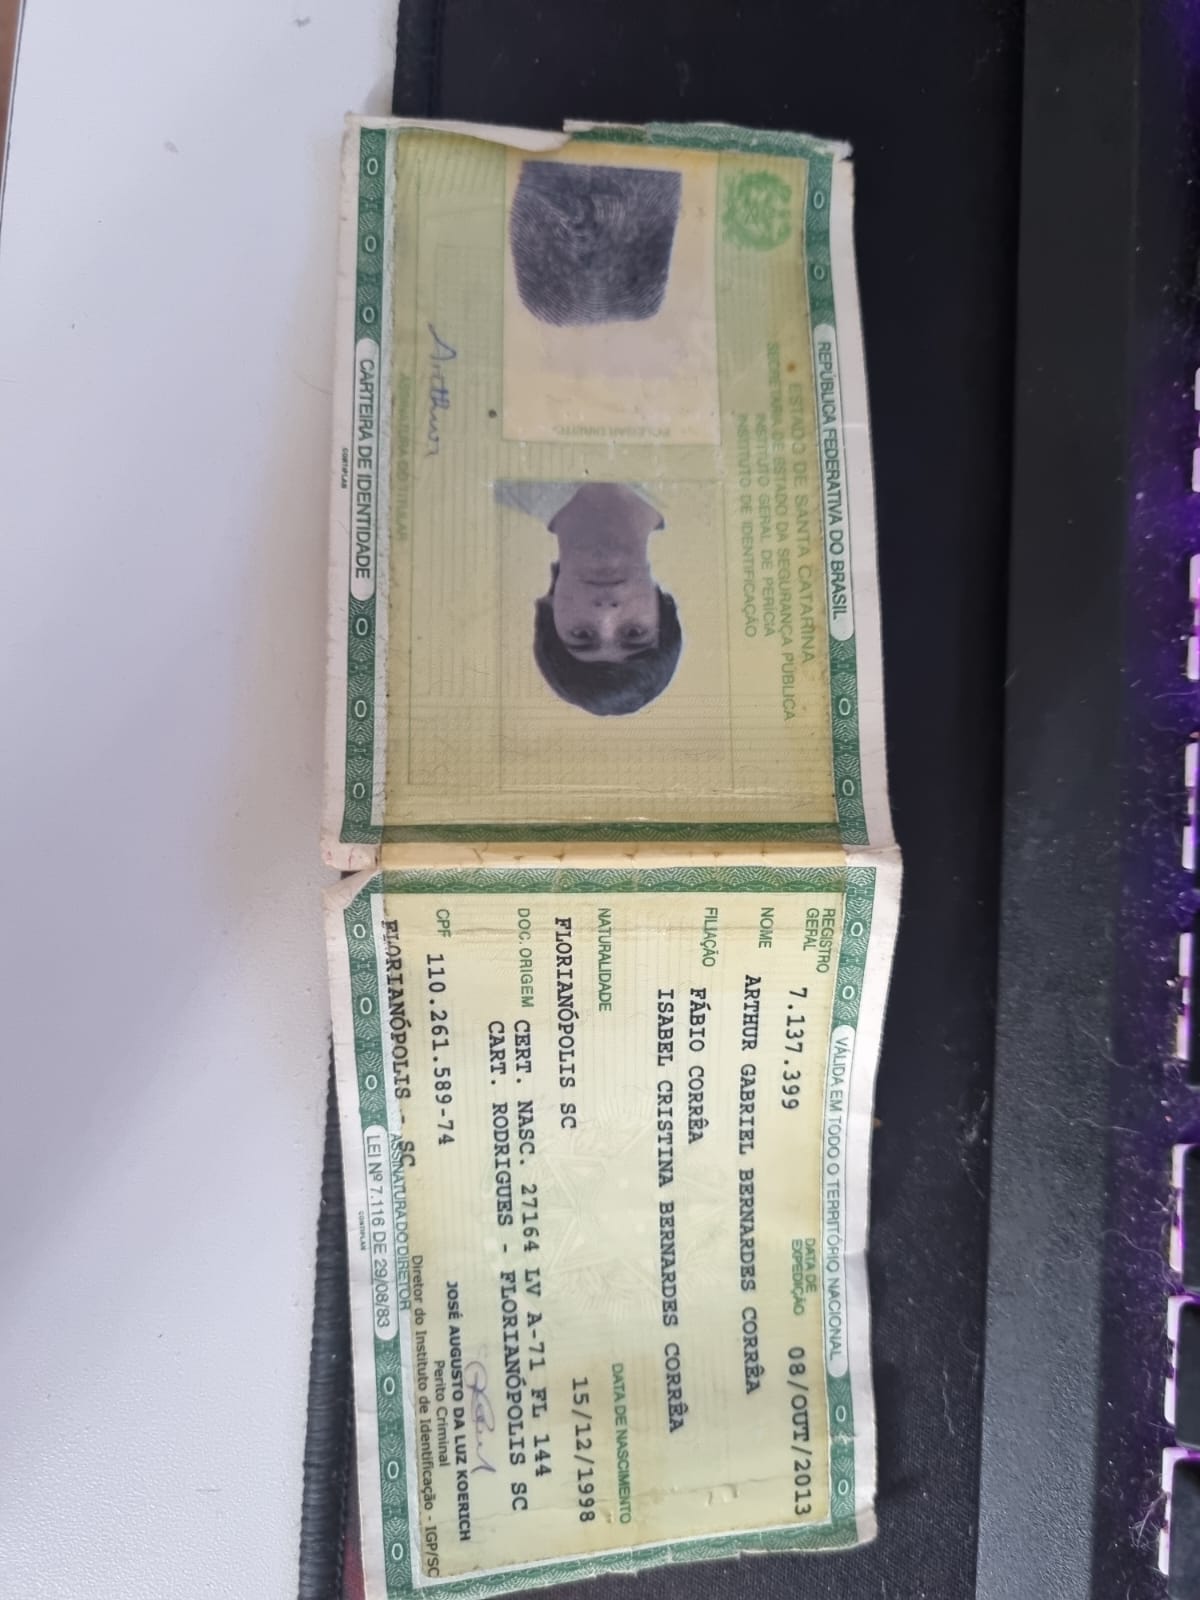 REPÚBLICA FEDERATIVA DO BRASIL
ESTADO DE SANTA CATARINA
SECRETARIA DE ESTADO DA SEGURANÇA PÚBLICA
INSTITUTO GERAL DE PERÍCIA
INSTITUTO DE IDENTIFICAÇÃO
POLEGAR DIREITO
Arthur
ASSINATURA DO TITULAR
CARTEIRA DE IDENTIDADE
CONTIPLAN
VÁLIDA EM TODO O TERRITÓRIO NACIONAL
REGISTRO GERAL 7.137.399 DATA DE EXPEDIÇÃO 08/OUT/2013
NOME ARTHUR GABRIEL BERNARDES CORRÊA
FILIAÇÃO FÁBIO CORRÊA
ISABEL CRISTINA BERNARDES CORRÊA
NATURALIDADE DATA DE NASCIMENTO
FLORIANÓPOLIS SC 15/12/1998
DOC. ORIGEM CERT. NASC. 27164 LV A-71 FL 144
CART. RODRIGUES - FLORIANÓPOLIS SC
CPF 110.261.589-74
JOSÉ AUGUSTO DA LUZ KOERICH
Perito Criminal
Diretor do Instituto de Identificação - IGP/SC
FLORIANÓPOLIS - SC
ASSINATURA DO DIRETOR
LEI Nº 7.116 DE 29/08/83
CONTIPLAN